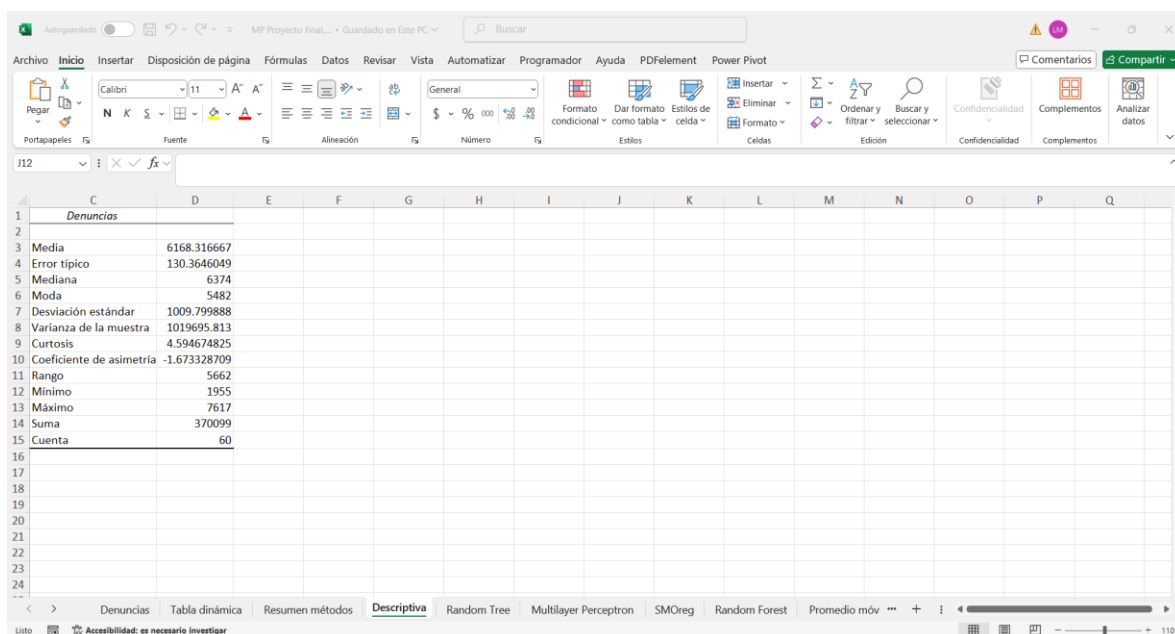 Autoguardado MP Proyecto final.... • Guardado en Este PC Buscar LM
Archivo Inicio Insertar Disposición de página Fórmulas Datos Revisar Vista Automatizar Programador Ayuda PDFelement Power Pivot Comentarios Compartir
Pegar
Portapapeles
Calibri 11 A^ A˅
N K S A
Fuente
ab
Alineación
General
$ % 000
Número
Formato condicional
Dar formato como tabla
Estilos de celda
Estilos
Insertar
Eliminar
Formato
Celdas
Ordenar y filtrar
Buscar y seleccionar
Edición
Confidencialidad
Confidencialidad
Complementos
Complementos
Analizar datos
J12 fx
C D E F G H I J K L M N O P Q
1 Denuncias
2
3 Media 6168.316667
4 Error típico 130.3646049
5 Mediana 6374
6 Moda 5482
7 Desviación estándar 1009.799888
8 Varianza de la muestra 1019695.813
9 Curtosis 4.594674825
10 Coeficiente de asimetría -1.673328709
11 Rango 5662
12 Mínimo 1955
13 Máximo 7617
14 Suma 370099
15 Cuenta 60
16
17
18
19
20
21
22
23
24
Denuncias Tabla dinámica Resumen métodos Descriptiva Random Tree Multilayer Perceptron SMOreg Random Forest Promedio móv ...
Listo Accesibilidad: es necesario investigar